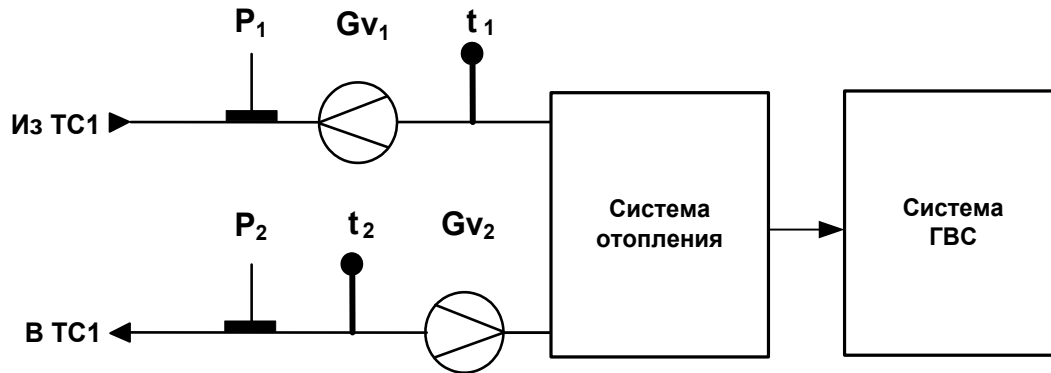 P₁ Gv₁ t₁
Из ТС1
Система
отопления
Система
ГВС
P₂ t₂ Gv₂
В ТС1